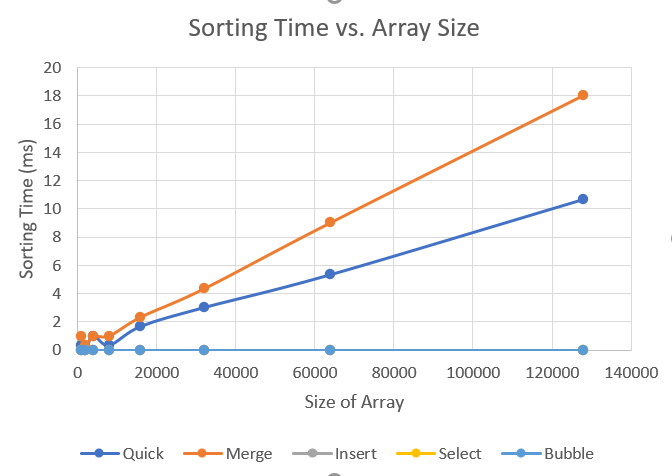 Sorting Time vs. Array Size
20
18
16
14
12
10
8
6
4
2
0
Sorting Time (ms)
0 20000 40000 60000 80000 100000 120000 140000
Size of Array
Quick Merge Insert Select Bubble